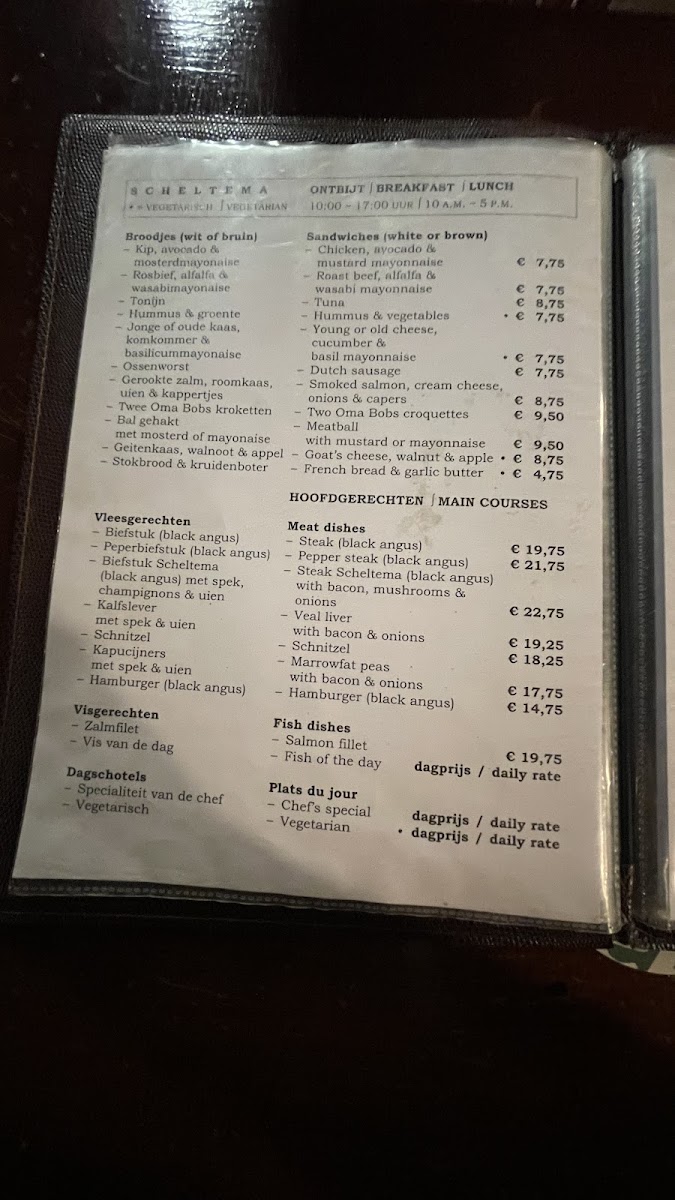 SCHELTEMA ONTBIJT | BREAKFAST | LUNCH
• = VEGETARISCH | VEGETARIAN 10:00 – 17:00 UUR | 10 A.M. – 5 P.M.
Broodjes (wit of bruin) Sandwiches (white or brown)
– Kip, avocado & – Chicken, avocado &
mosterdmayonaise mustard mayonnaise € 7,75
– Rosbief, alfalfa & – Roast beef, alfalfa &
wasabimayonaise wasabi mayonnaise € 7,75
– Tonijn – Tuna € 8,75
– Hummus & groente – Hummus & vegetables • € 7,75
– Jonge of oude kaas, – Young or old cheese,
komkommer & cucumber &
basilicummayonaise basil mayonnaise • € 7,75
– Ossenworst – Dutch sausage € 7,75
– Gerookte zalm, roomkaas, – Smoked salmon, cream cheese,
uien & kappertjes onions & capers € 8,75
– Twee Oma Bobs kroketten – Two Oma Bobs croquettes € 9,50
– Bal gehakt – Meatball
met mosterd of mayonaise with mustard or mayonnaise € 9,50
– Geitenkaas, walnoot & appel – Goat's cheese, walnut & apple • € 8,75
– Stokbrood & kruidenboter – French bread & garlic butter • € 4,75
HOOFDGERECHTEN | MAIN COURSES
Vleesgerechten Meat dishes
– Biefstuk (black angus) – Steak (black angus) € 19,75
– Peperbiefstuk (black angus) – Pepper steak (black angus) € 21,75
– Biefstuk Scheltema – Steak Scheltema (black angus)
(black angus) met spek, with bacon, mushrooms &
champignons & uien onions € 22,75
– Kalfslever – Veal liver
met spek & uien with bacon & onions € 19,25
– Schnitzel – Schnitzel € 18,25
– Kapucijners – Marrowfat peas
met spek & uien with bacon & onions € 17,75
– Hamburger (black angus) – Hamburger (black angus) € 14,75
Visgerechten Fish dishes
– Zalmfilet – Salmon fillet € 19,75
– Vis van de dag – Fish of the day dagprijs / daily rate
Dagschotels Plats du jour
– Specialiteit van de chef – Chef's special dagprijs / daily rate
– Vegetarisch – Vegetarian • dagprijs / daily rate